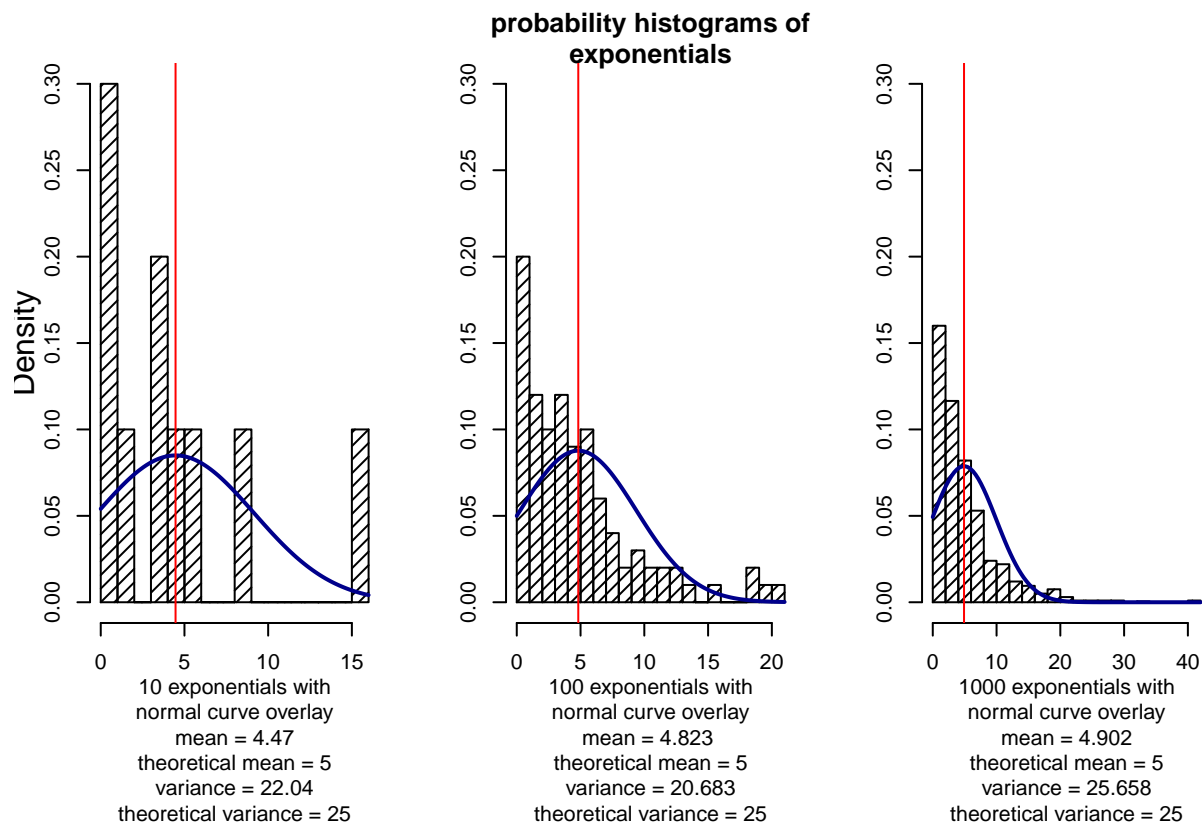 probability histograms of
exponentials
Density
0.00 0.05 0.10 0.15 0.20 0.25 0.30
0 5 10 15
10 exponentials with
normal curve overlay
mean = 4.47
theoretical mean = 5
variance = 22.04
theoretical variance = 25
0.00 0.05 0.10 0.15 0.20 0.25 0.30
0 5 10 15 20
100 exponentials with
normal curve overlay
mean = 4.823
theoretical mean = 5
variance = 20.683
theoretical variance = 25
0.00 0.05 0.10 0.15 0.20 0.25 0.30
0 10 20 30 40
1000 exponentials with
normal curve overlay
mean = 4.902
theoretical mean = 5
variance = 25.658
theoretical variance = 25